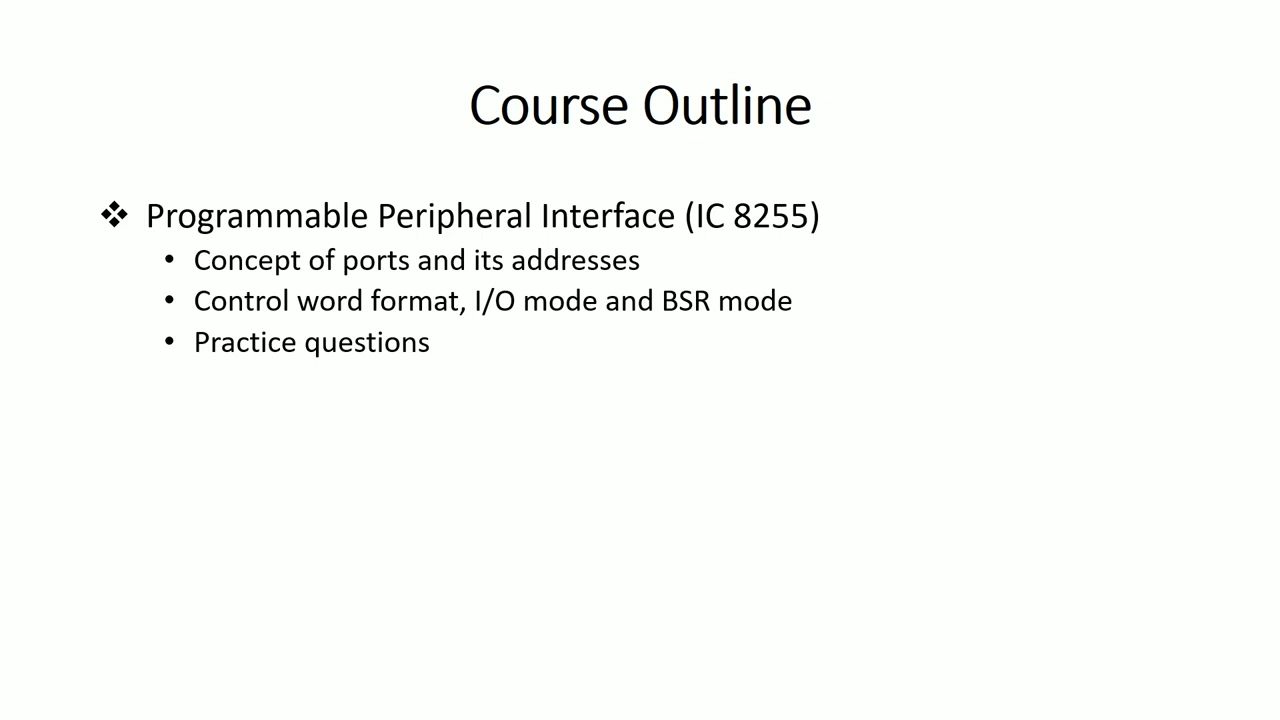 Course Outline
❖ Programmable Peripheral Interface (IC 8255)
• Concept of ports and its addresses
• Control word format, I/O mode and BSR mode
• Practice questions